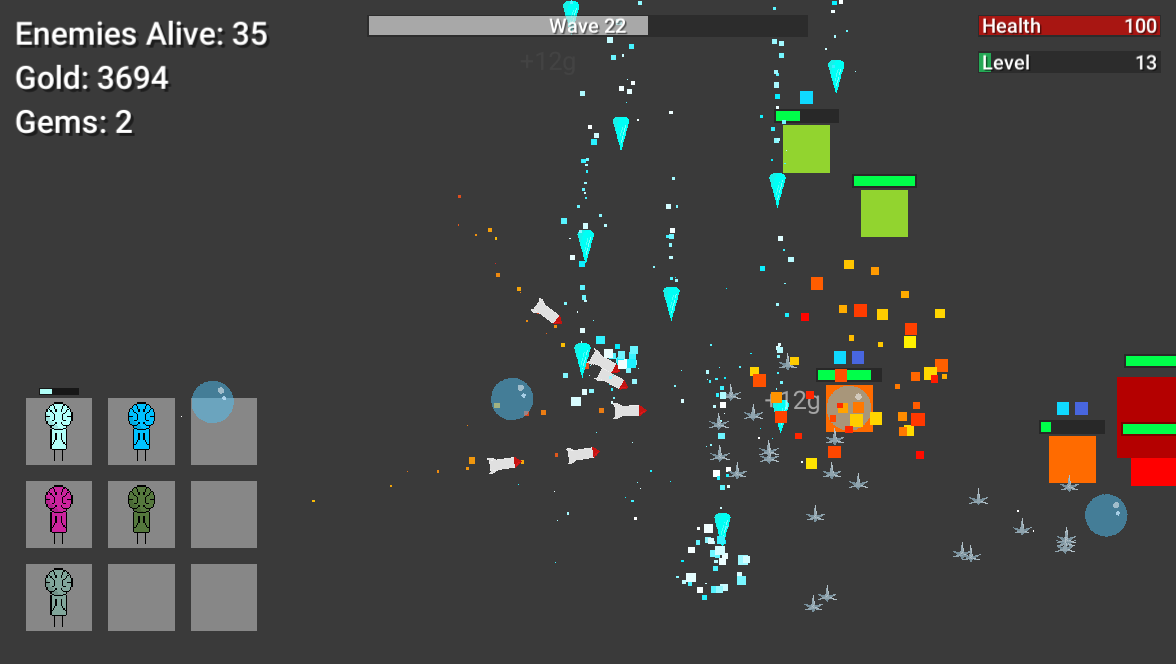 Enemies Alive: 35
Gold: 3694
Gems: 2
Wave 22
Health 100
Level 13
+12g
+12g